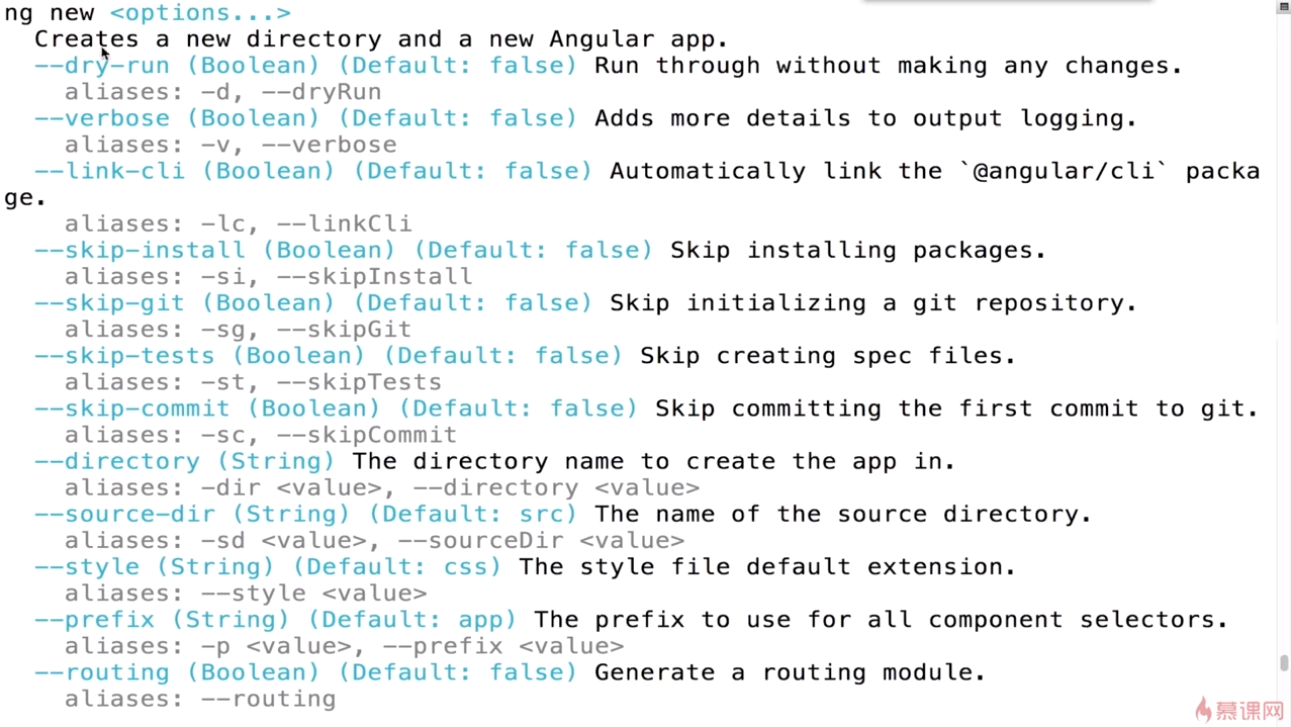 ng new <options...>
  Creates a new directory and a new Angular app.
  --dry-run (Boolean) (Default: false) Run through without making any changes.
    aliases: -d, --dryRun
  --verbose (Boolean) (Default: false) Adds more details to output logging.
    aliases: -v, --verbose
  --link-cli (Boolean) (Default: false) Automatically link the `@angular/cli` packa
ge.
    aliases: -lc, --linkCli
  --skip-install (Boolean) (Default: false) Skip installing packages.
    aliases: -si, --skipInstall
  --skip-git (Boolean) (Default: false) Skip initializing a git repository.
    aliases: -sg, --skipGit
  --skip-tests (Boolean) (Default: false) Skip creating spec files.
    aliases: -st, --skipTests
  --skip-commit (Boolean) (Default: false) Skip committing the first commit to git.
    aliases: -sc, --skipCommit
  --directory (String) The directory name to create the app in.
    aliases: -dir <value>, --directory <value>
  --source-dir (String) (Default: src) The name of the source directory.
    aliases: -sd <value>, --sourceDir <value>
  --style (String) (Default: css) The style file default extension.
    aliases: --style <value>
  --prefix (String) (Default: app) The prefix to use for all component selectors.
    aliases: -p <value>, --prefix <value>
  --routing (Boolean) (Default: false) Generate a routing module.
    aliases: --routing
慕课网